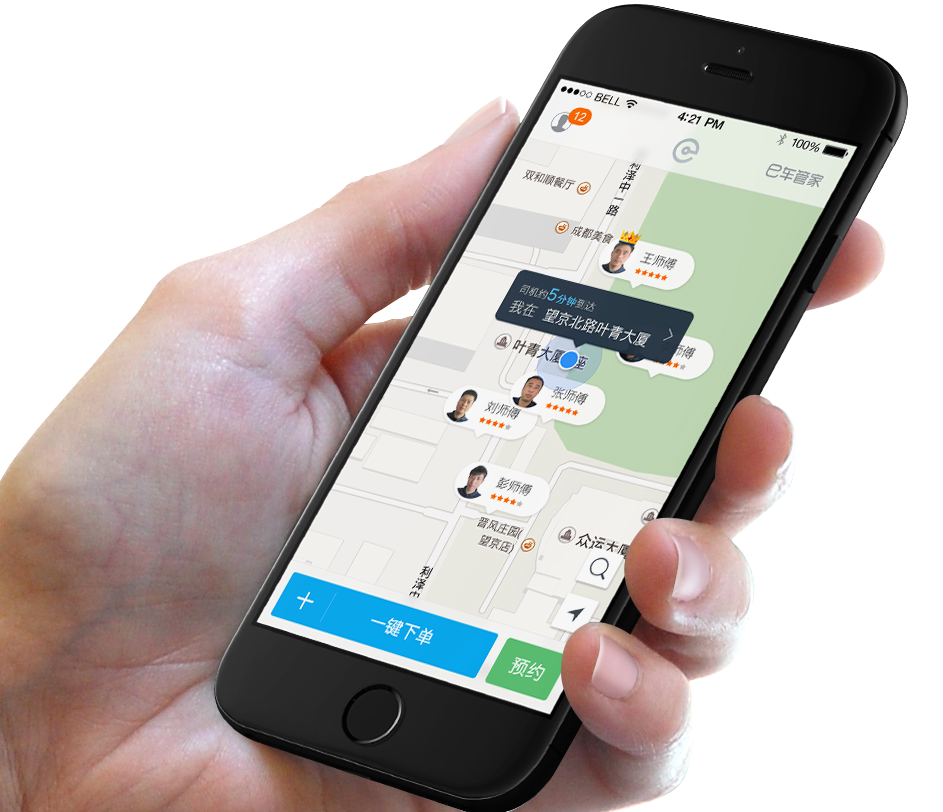 BELL
4:21 PM
100%
12
e车管家
双和顺餐厅
利泽中一路
成都美食
王师傅
司机约5分钟到达
我在 望京北路叶青大厦
师傅
叶青大厦
座
张师傅
刘师傅
彭师傅
晋风庄园(
望京店)
众运大厦
利泽中
一键下单
预约